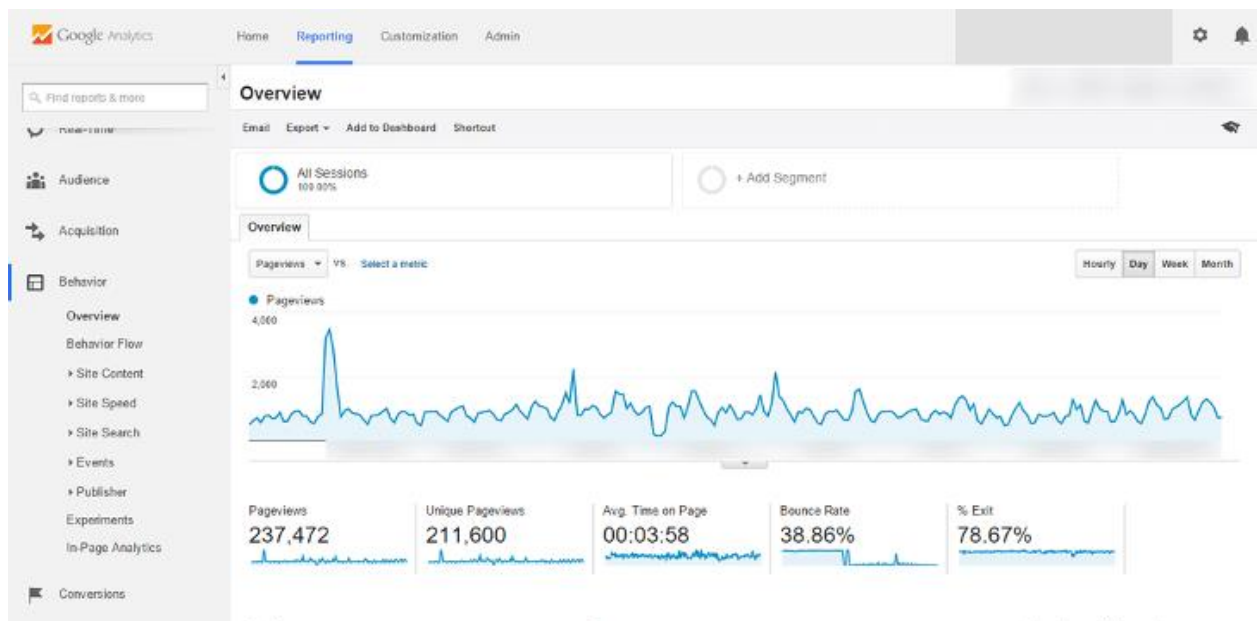 Google Analytics
Home Reporting Customization Admin
Find reports & more
Overview
Real-Time
Email Export Add to Dashboard Shortcut
Audience
All Sessions
100.00%
+ Add Segment
Acquisition
Overview
Pageviews VS. Select a metric
Hourly Day Week Month
Behavior
Pageviews
4,000
2,000
Overview
Behavior Flow
Site Content
Site Speed
Site Search
Events
Publisher
Experiments
In-Page Analytics
Conversions
Pageviews
237,472
Unique Pageviews
211,600
Avg. Time on Page
00:03:58
Bounce Rate
38.86%
% Exit
78.67%